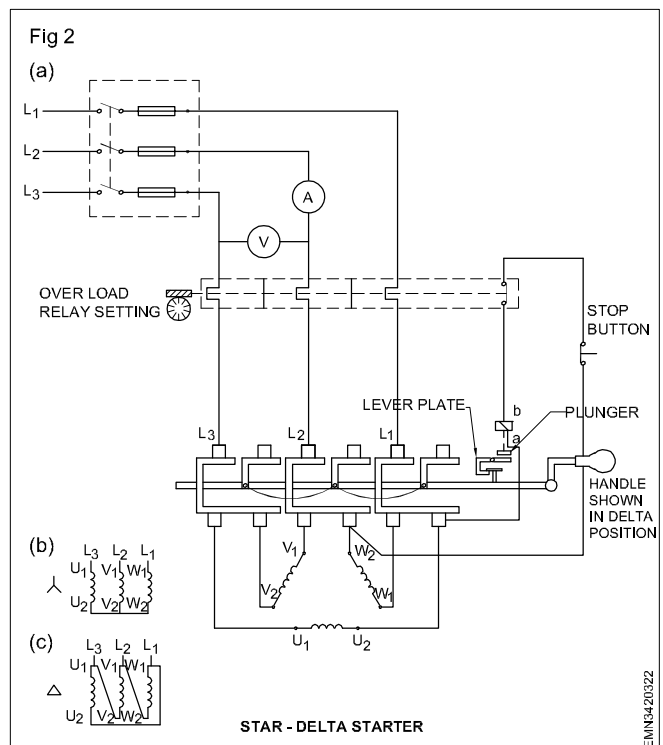 Fig 2
(a)
L1
L2
L3
A
V
OVER LOAD
RELAY SETTING
STOP
BUTTON
LEVER PLATE
b
PLUNGER
a
L3
L2
L1
HANDLE
SHOWN
IN DELTA
POSITION
V1
W2
V2
W1
U1
U2
(b)
L3 L2 L1
U1 V1 W1
U2 V2 W2
(c)
L3 L2 L1
U1 V1 W1
U2 V2 W2
STAR - DELTA STARTER
EMN3420322